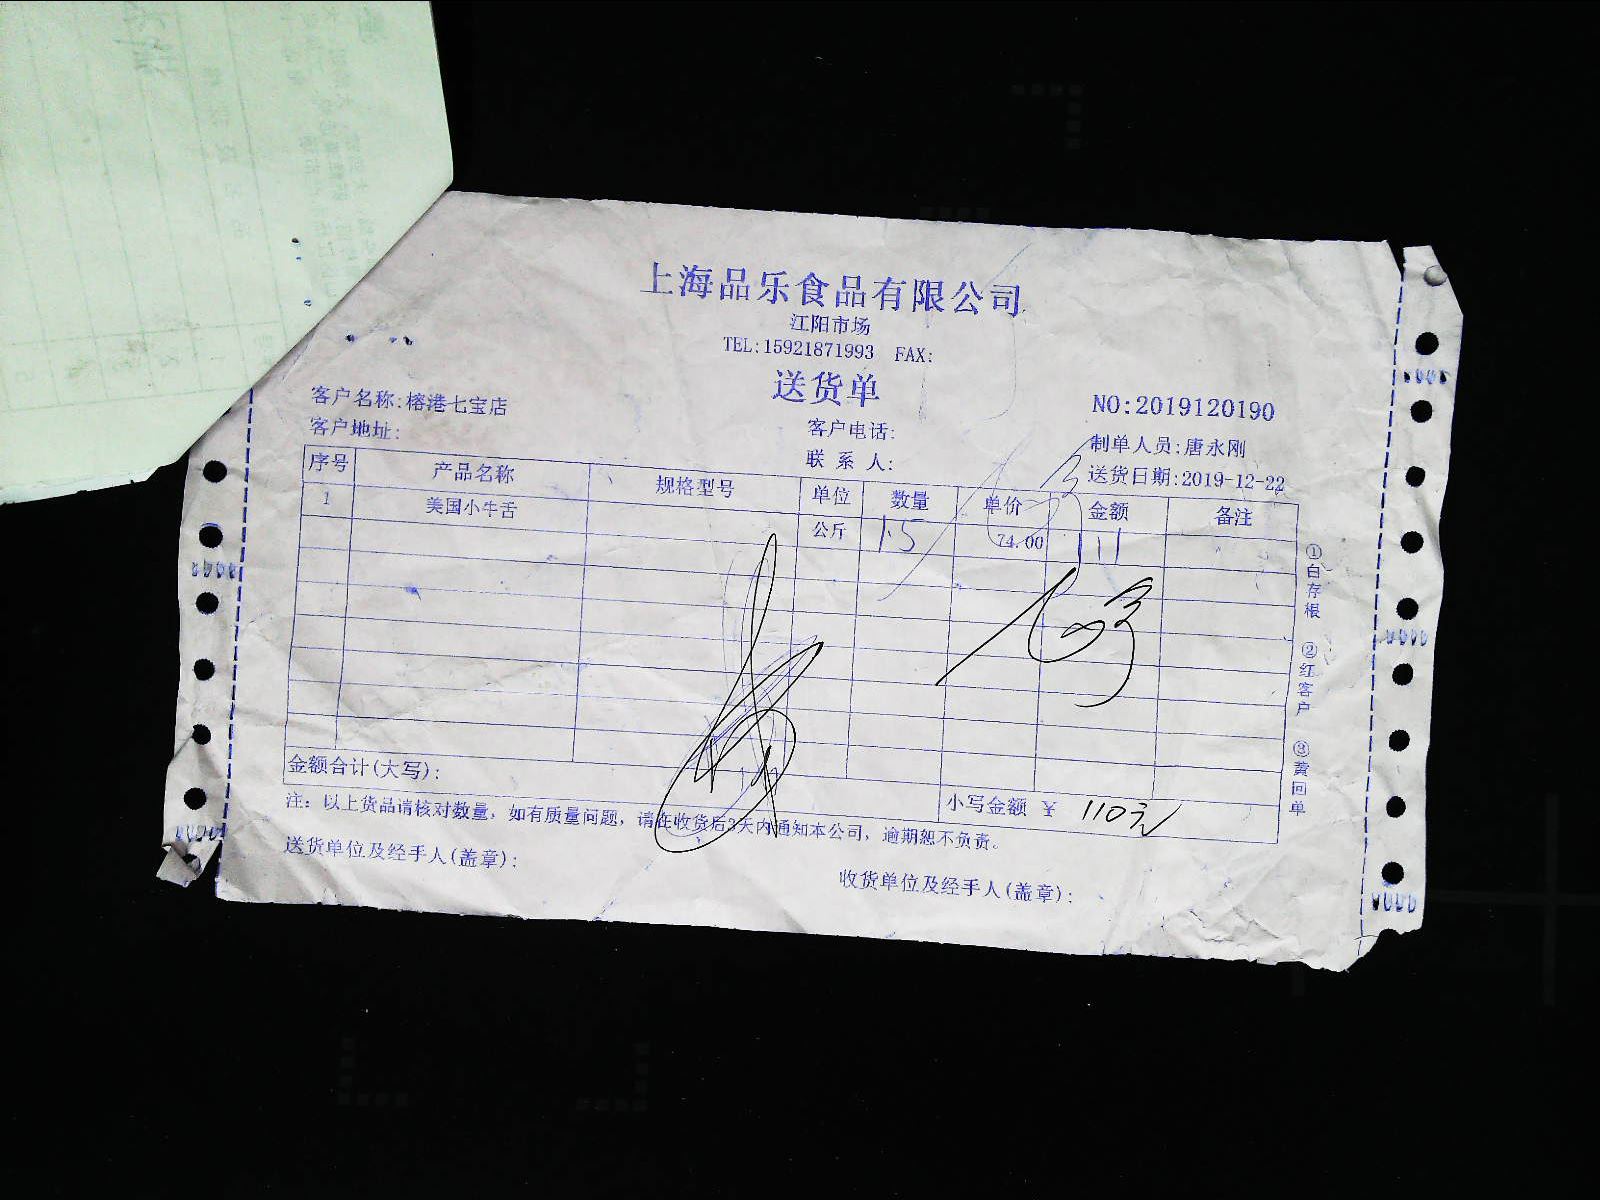 上海品乐食品有限公司
江阳市场
TEL:15921871993 FAX:
送货单
客户名称:榕港七宝店
NO:2019120190
客户地址:
客户电话:
制单人员:唐永刚
联 系 人:
送货日期:2019-12-22
序号 产品名称 规格型号 单位 数量 单价 金额 备注
1 美国小牛舌 公斤 1.5 74.00 111
金额合计(大写):
小写金额 ¥ 110元
注: 以上货品请核对数量, 如有质量问题, 请在收货后3天内通知本公司, 逾期恕不负责。
送货单位及经手人(盖章):
收货单位及经手人(盖章):
①白存根 ②红客户 ③黄回单